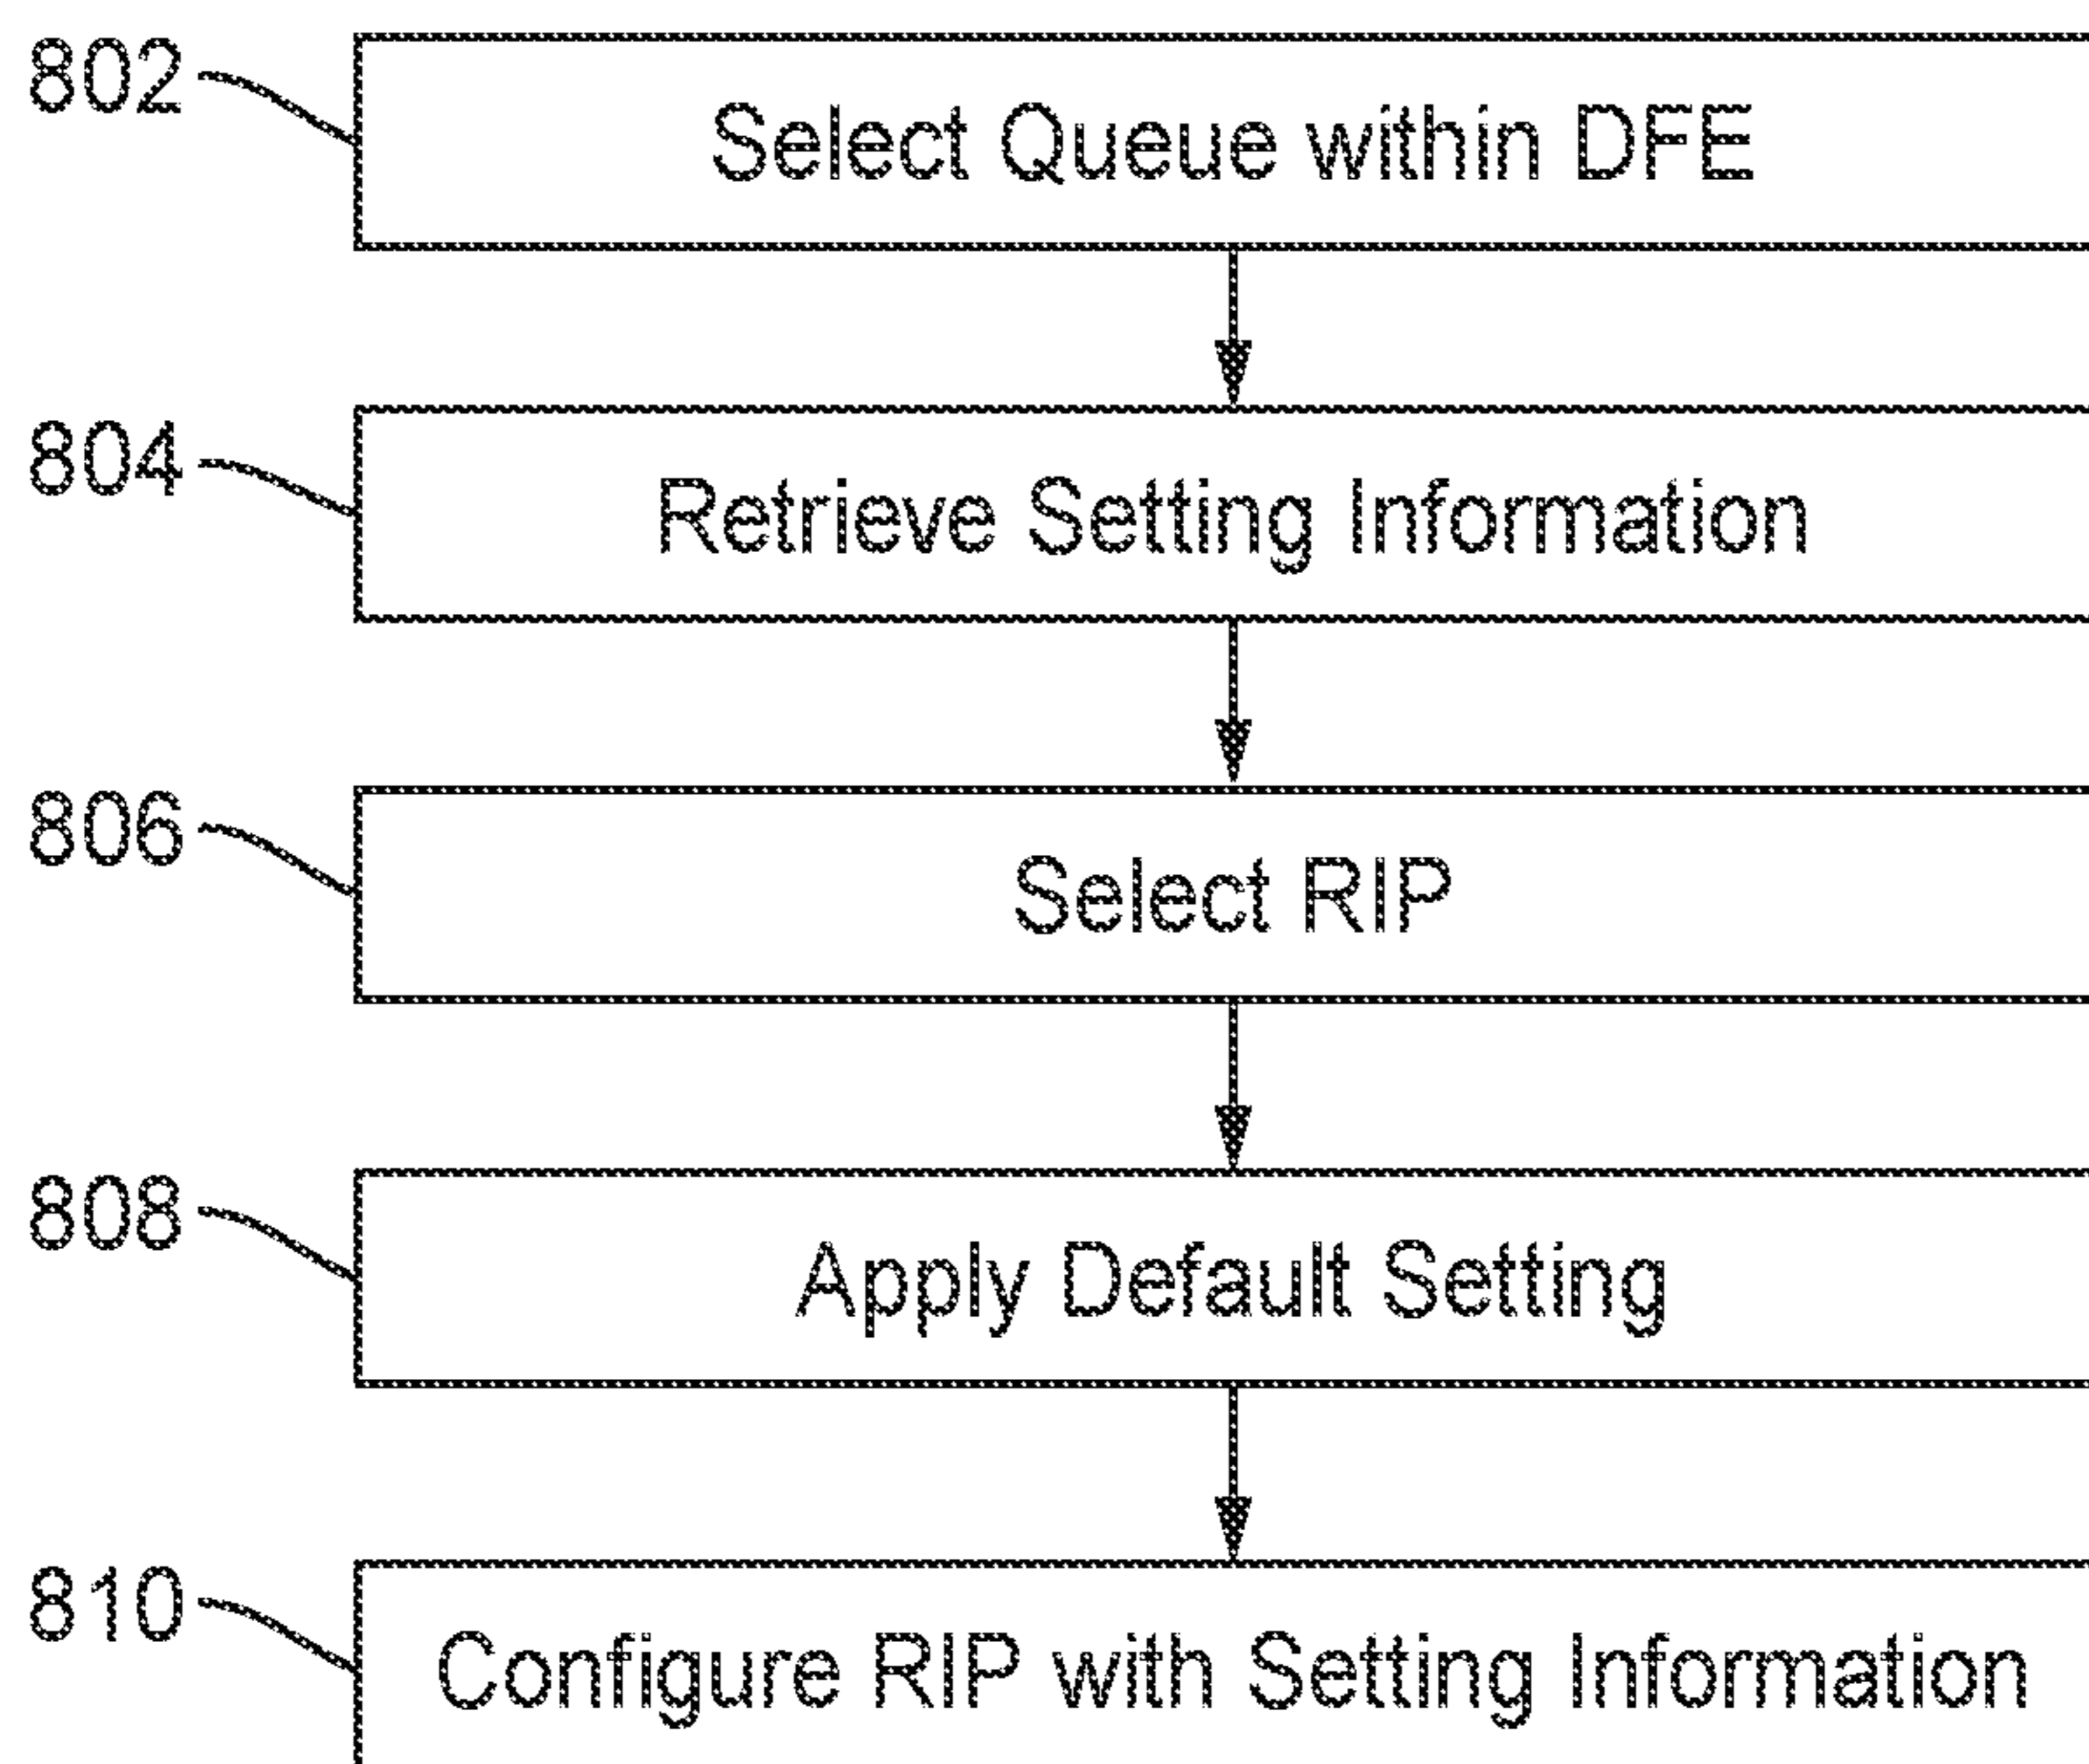 802
Select Queue within DFE
804
Retrieve Setting Information
806
Select RIP
808
Apply Default Setting
810
Configure RIP with Setting Information